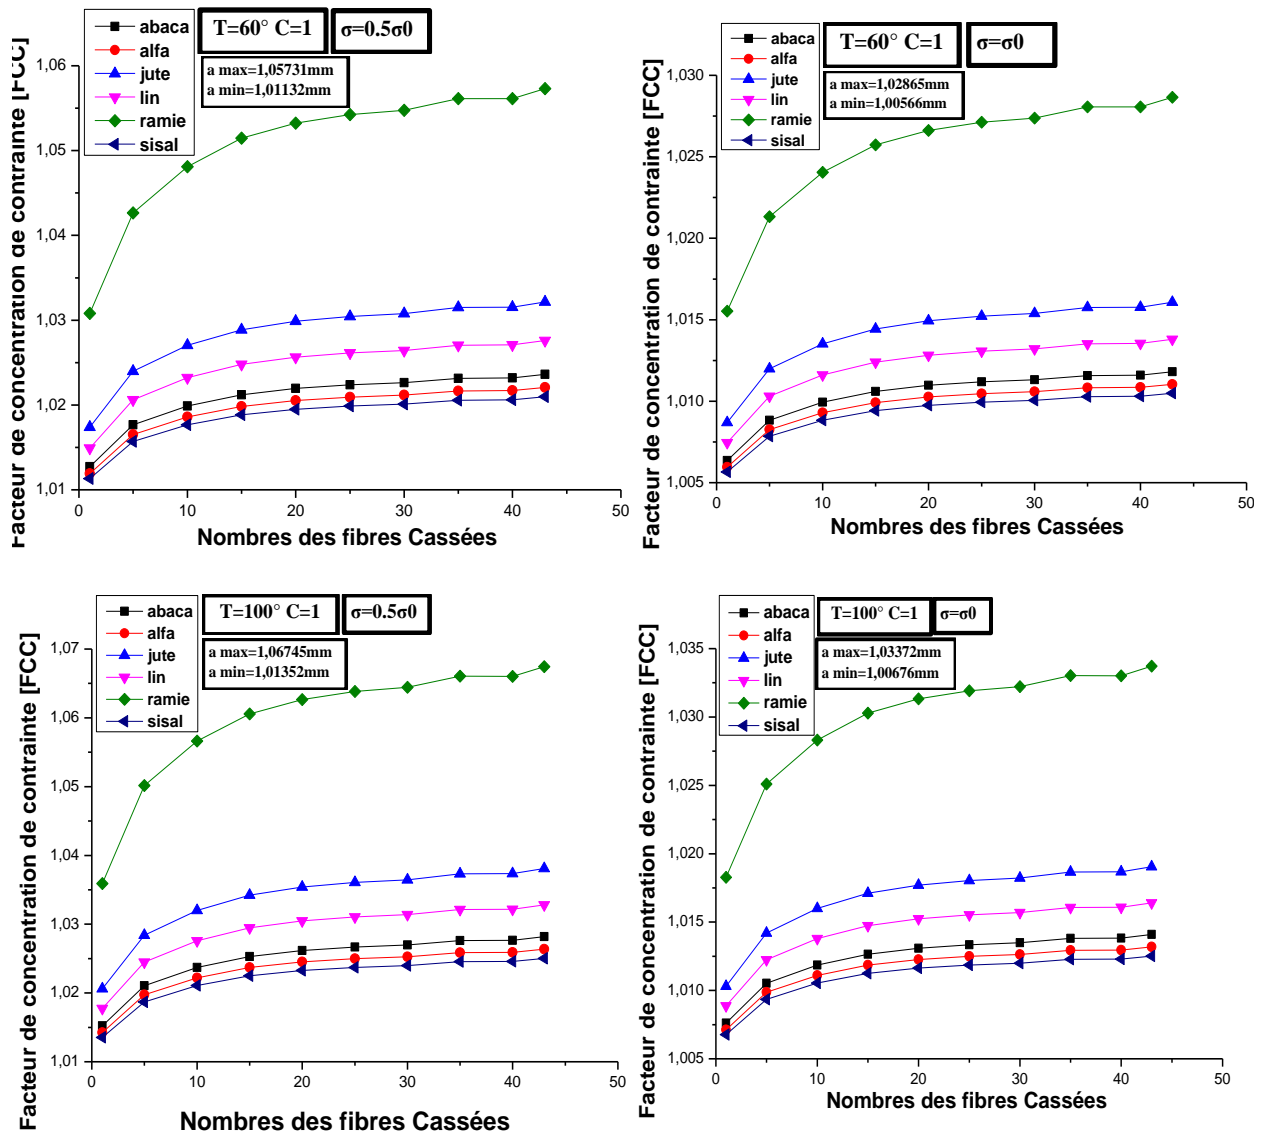 abaca
alfa
jute
lin
ramie
sisal
T=60° C=1
σ=0.5σ0
a max=1,05731mm
a min=1,01132mm
Facteur de concentration de contrainte [FCC]
1,06
1,05
1,04
1,03
1,02
1,01
0 10 20 30 40 50
Nombres des fibres Cassées
abaca
alfa
jute
lin
ramie
sisal
T=60° C=1
σ=σ0
a max=1,02865mm
a min=1,00566mm
Facteur de concentration de contrainte [FCC]
1,030
1,025
1,020
1,015
1,010
1,005
0 10 20 30 40 50
Nombres des fibres Cassées
abaca
alfa
jute
lin
ramie
sisal
T=100° C=1
σ=0.5σ0
a max=1,06745mm
a min=1,01352mm
Facteur de concentration de contrainte [FCC]
1,07
1,06
1,05
1,04
1,03
1,02
1,01
0 10 20 30 40 50
Nombres des fibres Cassées
abaca
alfa
jute
lin
ramie
sisal
T=100° C=1
σ=σ0
a max=1,03372mm
a min=1,00676mm
Facteur de concentration de contrainte [FCC]
1,035
1,030
1,025
1,020
1,015
1,010
1,005
0 10 20 30 40 50
Nombres des fibres Cassées